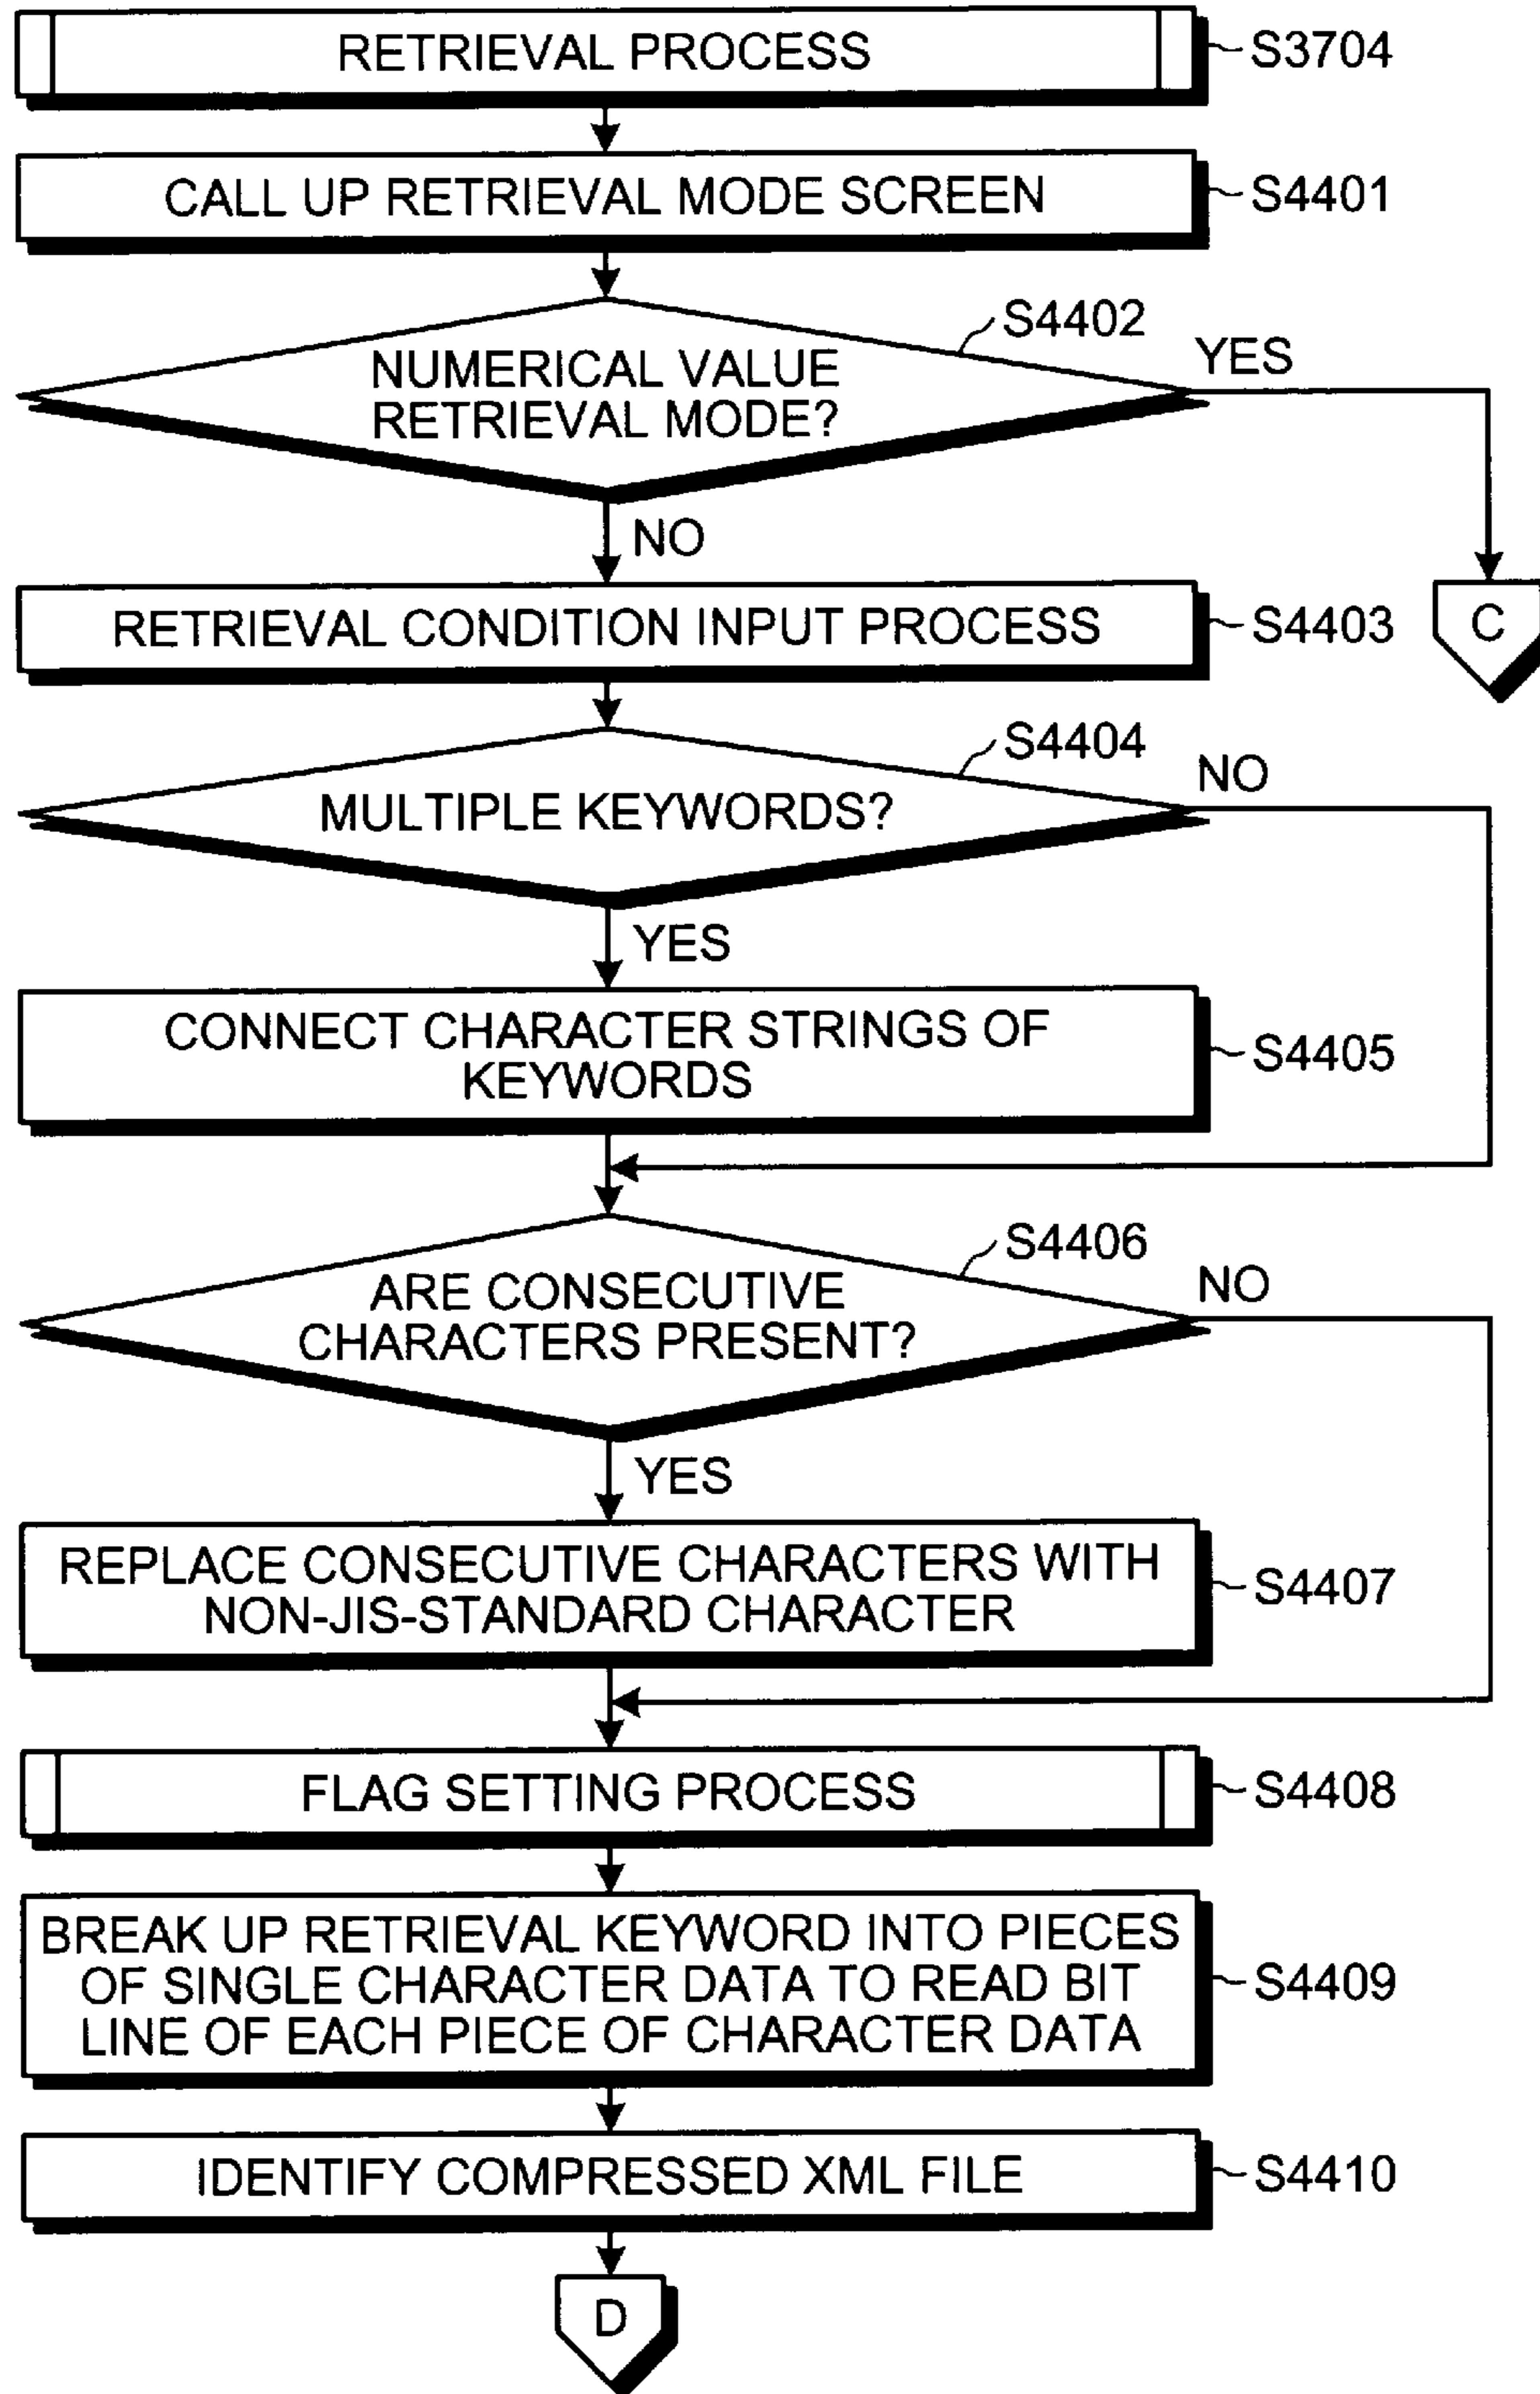 RETRIEVAL PROCESS
S3704
CALL UP RETRIEVAL MODE SCREEN
S4401
S4402
YES
NUMERICAL VALUE
RETRIEVAL MODE?
NO
RETRIEVAL CONDITION INPUT PROCESS
S4403
C
S4404
NO
MULTIPLE KEYWORDS?
YES
CONNECT CHARACTER STRINGS OF
KEYWORDS
S4405
S4406
NO
ARE CONSECUTIVE
CHARACTERS PRESENT?
YES
REPLACE CONSECUTIVE CHARACTERS WITH
NON-JIS-STANDARD CHARACTER
S4407
FLAG SETTING PROCESS
S4408
BREAK UP RETRIEVAL KEYWORD INTO PIECES
OF SINGLE CHARACTER DATA TO READ BIT
LINE OF EACH PIECE OF CHARACTER DATA
S4409
IDENTIFY COMPRESSED XML FILE
S4410
D